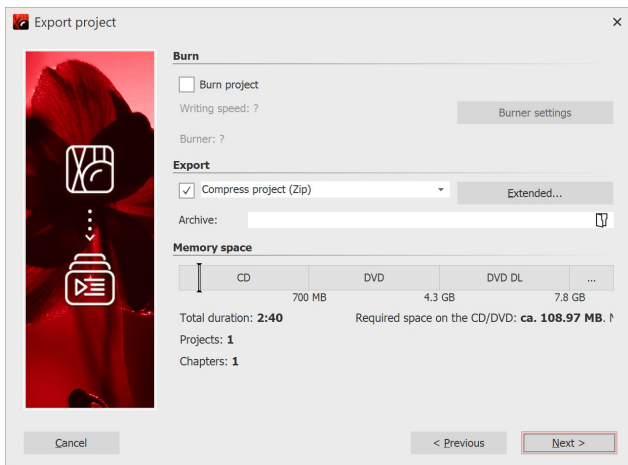 Export project
Burn
Burn project
Writing speed: ?
Burner settings
Burner: ?
Export
Compress project (Zip)
Extended...
Archive:
Memory space
CD DVD DVD DL ...
700 MB 4.3 GB 7.8 GB
Total duration: 2:40 Required space on the CD/DVD: ca. 108.97 MB.
Projects: 1
Chapters: 1
Cancel < Previous Next >